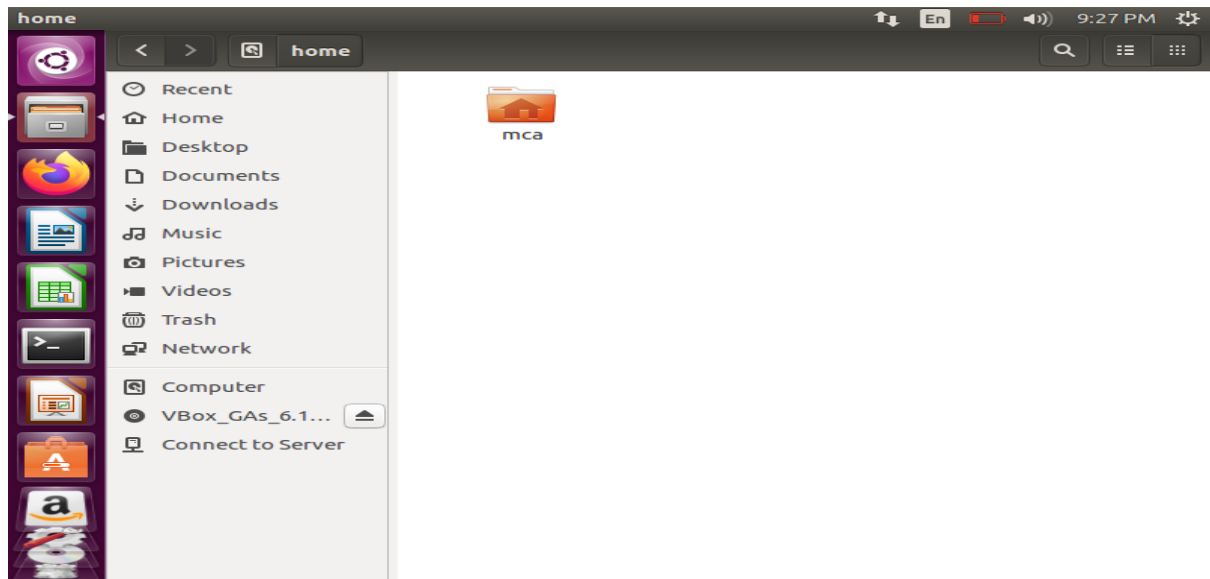 home
En
9:27 PM
home
Recent
Home
Desktop
Documents
Downloads
Music
Pictures
Videos
Trash
Network
Computer
VBox_GAs_6.1...
Connect to Server
mca
>_
A
a